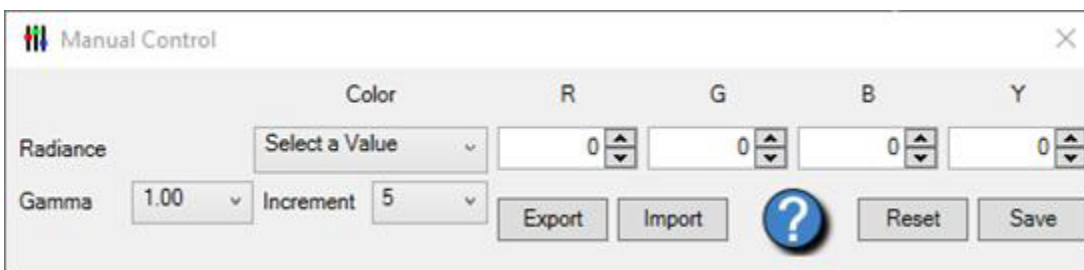 Manual Control
Color R G B Y
Radiance Select a Value 0 0 0 0
Gamma 1.00 Increment 5 Export Import ? Reset Save